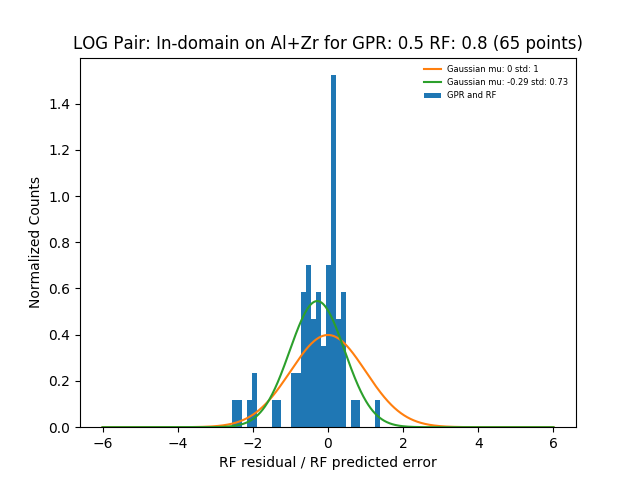 LOG Pair: In-domain on Al+Zr for GPR: 0.5 RF: 0.8 (65 points)
Gaussian mu: 0 std: 1
Gaussian mu: -0.29 std: 0.73
GPR and RF
Normalized Counts
1.4
1.2
1.0
0.8
0.6
0.4
0.2
0.0
−6 −4 −2 0 2 4 6
RF residual / RF predicted error